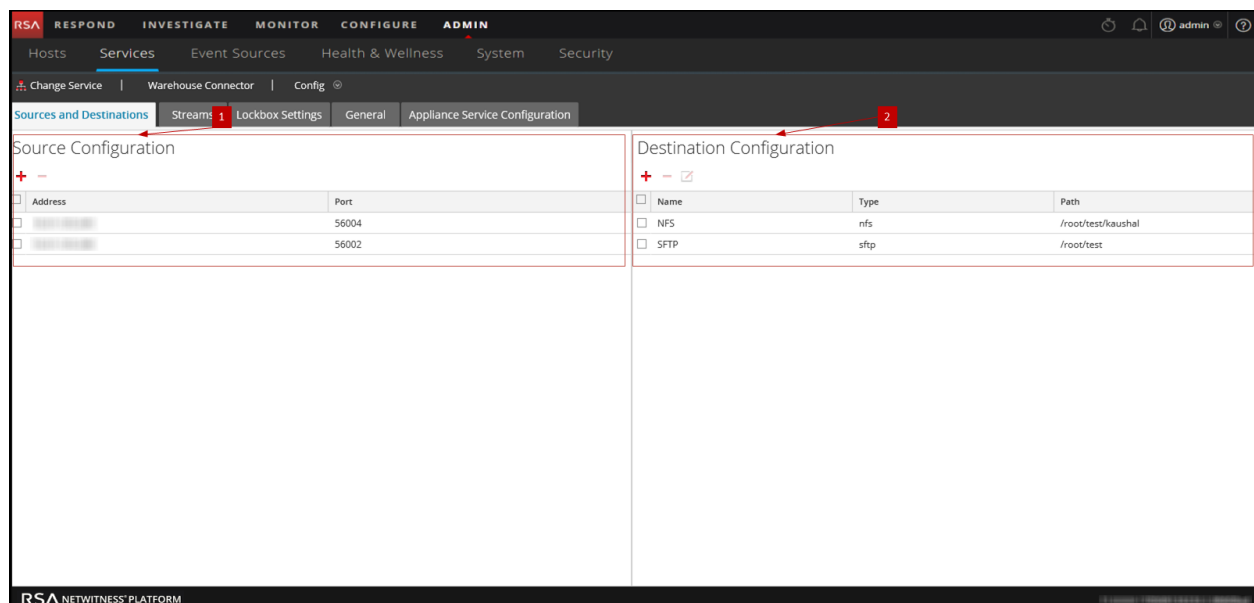 RSA RESPOND INVESTIGATE MONITOR CONFIGURE ADMIN admin ?
Hosts Services Event Sources Health & Wellness System Security
Change Service | Warehouse Connector | Config
Sources and Destinations Streams 1 Lockbox Settings General Appliance Service Configuration 2
Source Configuration
Address Port
56004
56002
Destination Configuration
Name Type Path
NFS nfs /root/test/kaushal
SFTP sftp /root/test
RSA NETWITNESS® PLATFORM